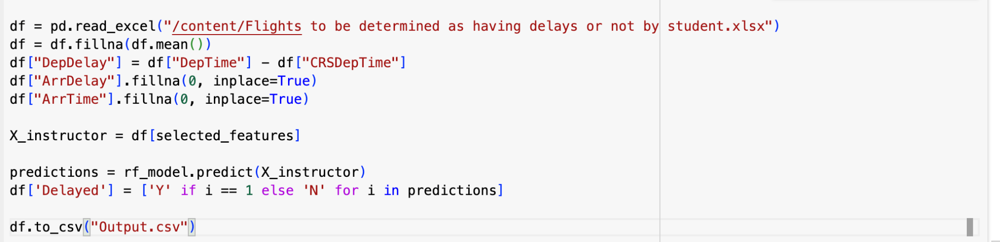 df = pd.read_excel("/content/Flights to be determined as having delays or not by student.xlsx")
df = df.fillna(df.mean())
df["DepDelay"] = df["DepTime"] - df["CRSDepTime"]
df["ArrDelay"].fillna(0, inplace=True)
df["ArrTime"].fillna(0, inplace=True)
X_instructor = df[selected_features]
predictions = rf_model.predict(X_instructor)
df['Delayed'] = ['Y' if i == 1 else 'N' for i in predictions]
df.to_csv("Output.csv")